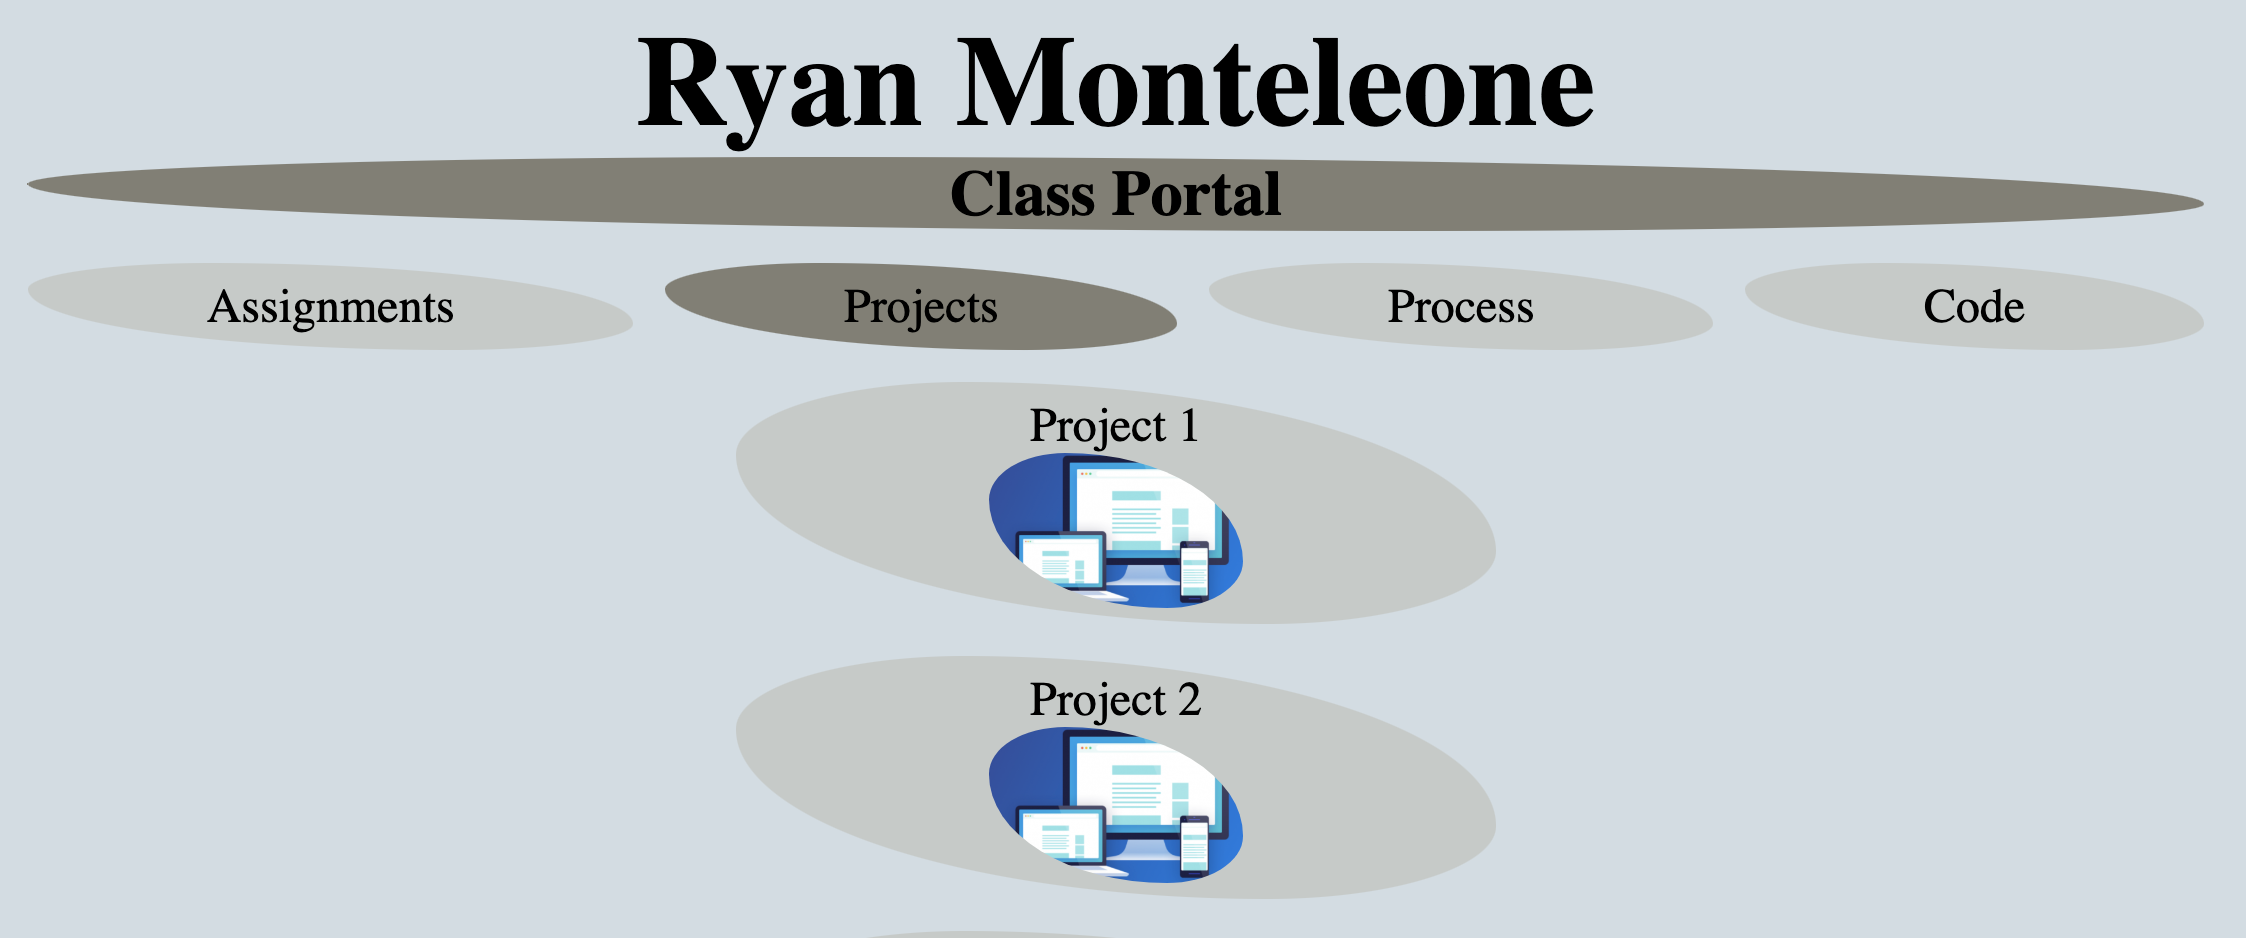 Ryan Monteleone
Class Portal
Assignments
Projects
Process
Code
Project 1
Project 2